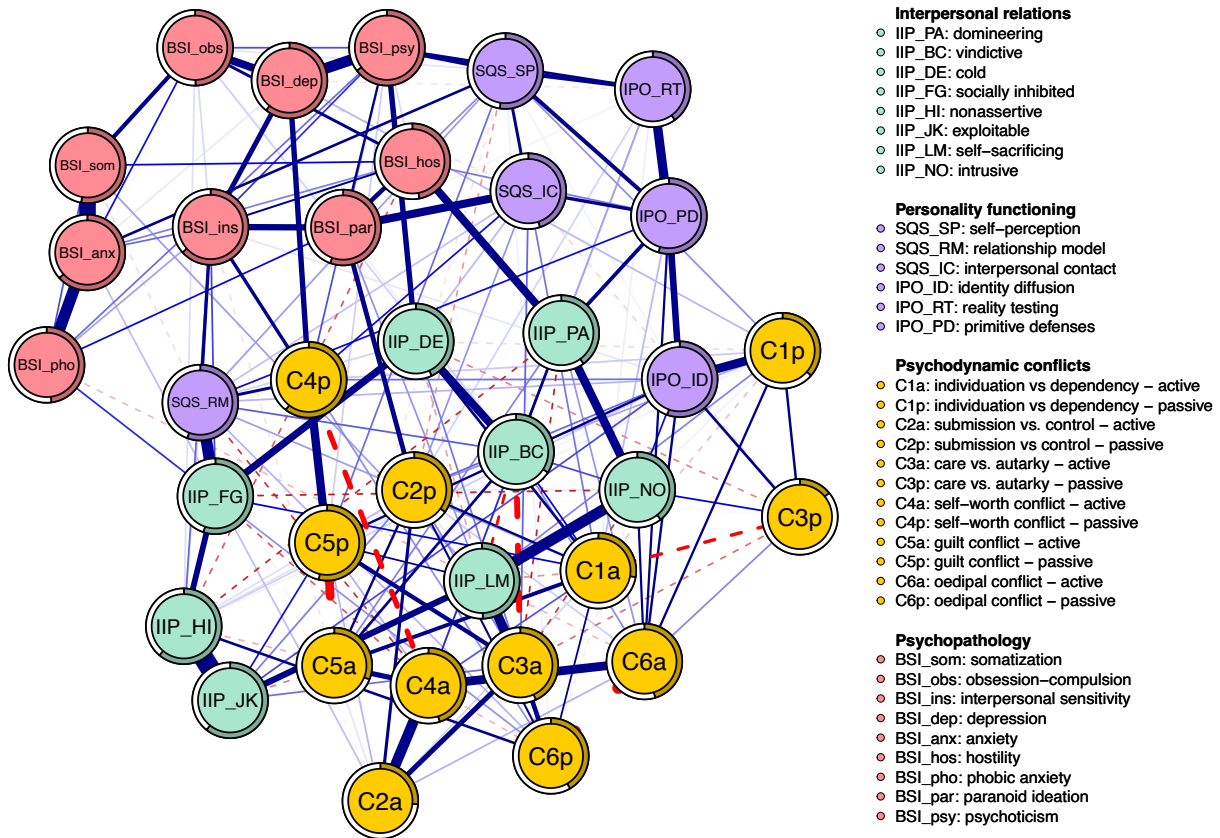 BSI_obs
BSI_psy
BSI_dep
SQS_SP
IPO_RT
BSI_som
BSI_hos
SQS_IC
BSI_anx
BSI_ins
BSI_par
IPO_PD
BSI_pho
C4p
IIP_DE
IIP_PA
C1p
SQS_RM
IPO_ID
IIP_FG
C2p
IIP_BC
IIP_NO
C3p
C5p
IIP_LM
C1a
IIP_HI
C5a
C3a
C6a
IIP_JK
C4a
C6p
C2a
Interpersonal relations
IIP_PA: domineering
IIP_BC: vindictive
IIP_DE: cold
IIP_FG: socially inhibited
IIP_HI: nonassertive
IIP_JK: exploitable
IIP_LM: self−sacrificing
IIP_NO: intrusive
Personality functioning
SQS_SP: self−perception
SQS_RM: relationship model
SQS_IC: interpersonal contact
IPO_ID: identity diffusion
IPO_RT: reality testing
IPO_PD: primitive defenses
Psychodynamic conflicts
C1a: individuation vs dependency − active
C1p: individuation vs dependency − passive
C2a: submission vs. control − active
C2p: submission vs control − passive
C3a: care vs. autarky − active
C3p: care vs. autarky − passive
C4a: self−worth conflict − active
C4p: self−worth conflict − passive
C5a: guilt conflict − active
C5p: guilt conflict − passive
C6a: oedipal conflict − active
C6p: oedipal conflict − passive
Psychopathology
BSI_som: somatization
BSI_obs: obsession−compulsion
BSI_ins: interpersonal sensitivity
BSI_dep: depression
BSI_anx: anxiety
BSI_hos: hostility
BSI_pho: phobic anxiety
BSI_par: paranoid ideation
BSI_psy: psychoticism